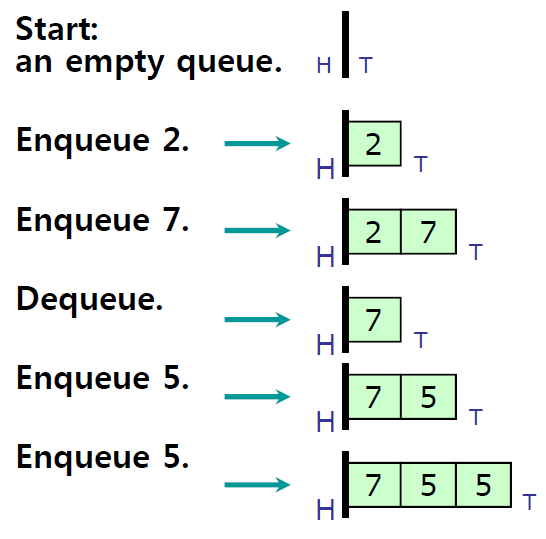 Start:
an empty queue.
H T
Enqueue 2.
2
H T
Enqueue 7.
2 7
H T
Dequeue.
7
H T
Enqueue 5.
7 5
H T
Enqueue 5.
7 5 5
H T